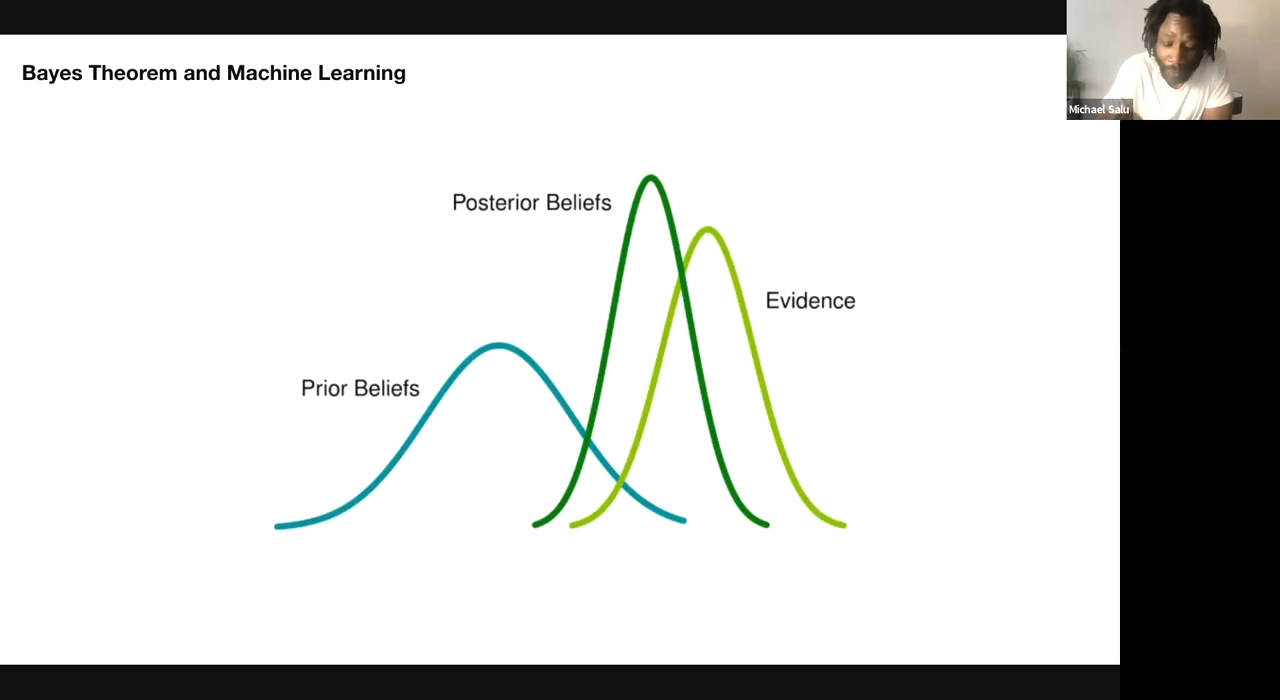 Bayes Theorem and Machine Learning
Michael Salu
Posterior Beliefs
Evidence
Prior Beliefs